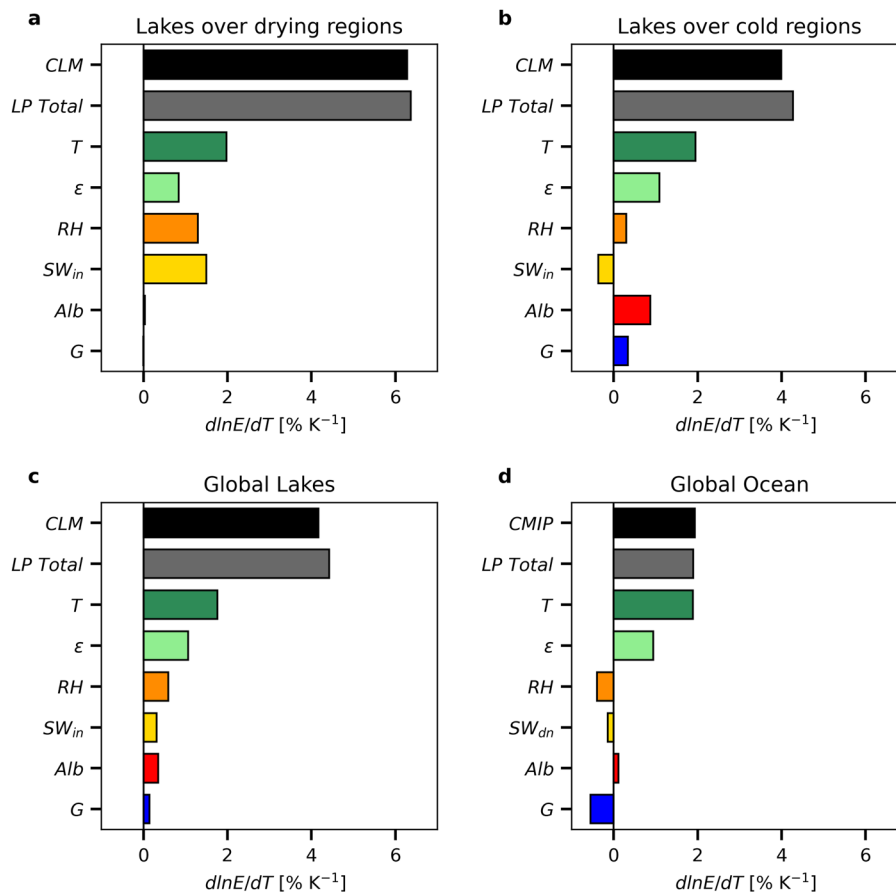 a
Lakes over drying regions
CLM
LP Total
T
ε
RH
SWin
Alb
G
0 2 4 6
dlnE/dT [% K⁻¹]
b
Lakes over cold regions
CLM
LP Total
T
ε
RH
SWin
Alb
G
0 2 4 6
dlnE/dT [% K⁻¹]
c
Global Lakes
CLM
LP Total
T
ε
RH
SWin
Alb
G
0 2 4 6
dlnE/dT [% K⁻¹]
d
Global Ocean
CMIP
LP Total
T
ε
RH
SWdn
Alb
G
0 2 4 6
dlnE/dT [% K⁻¹]